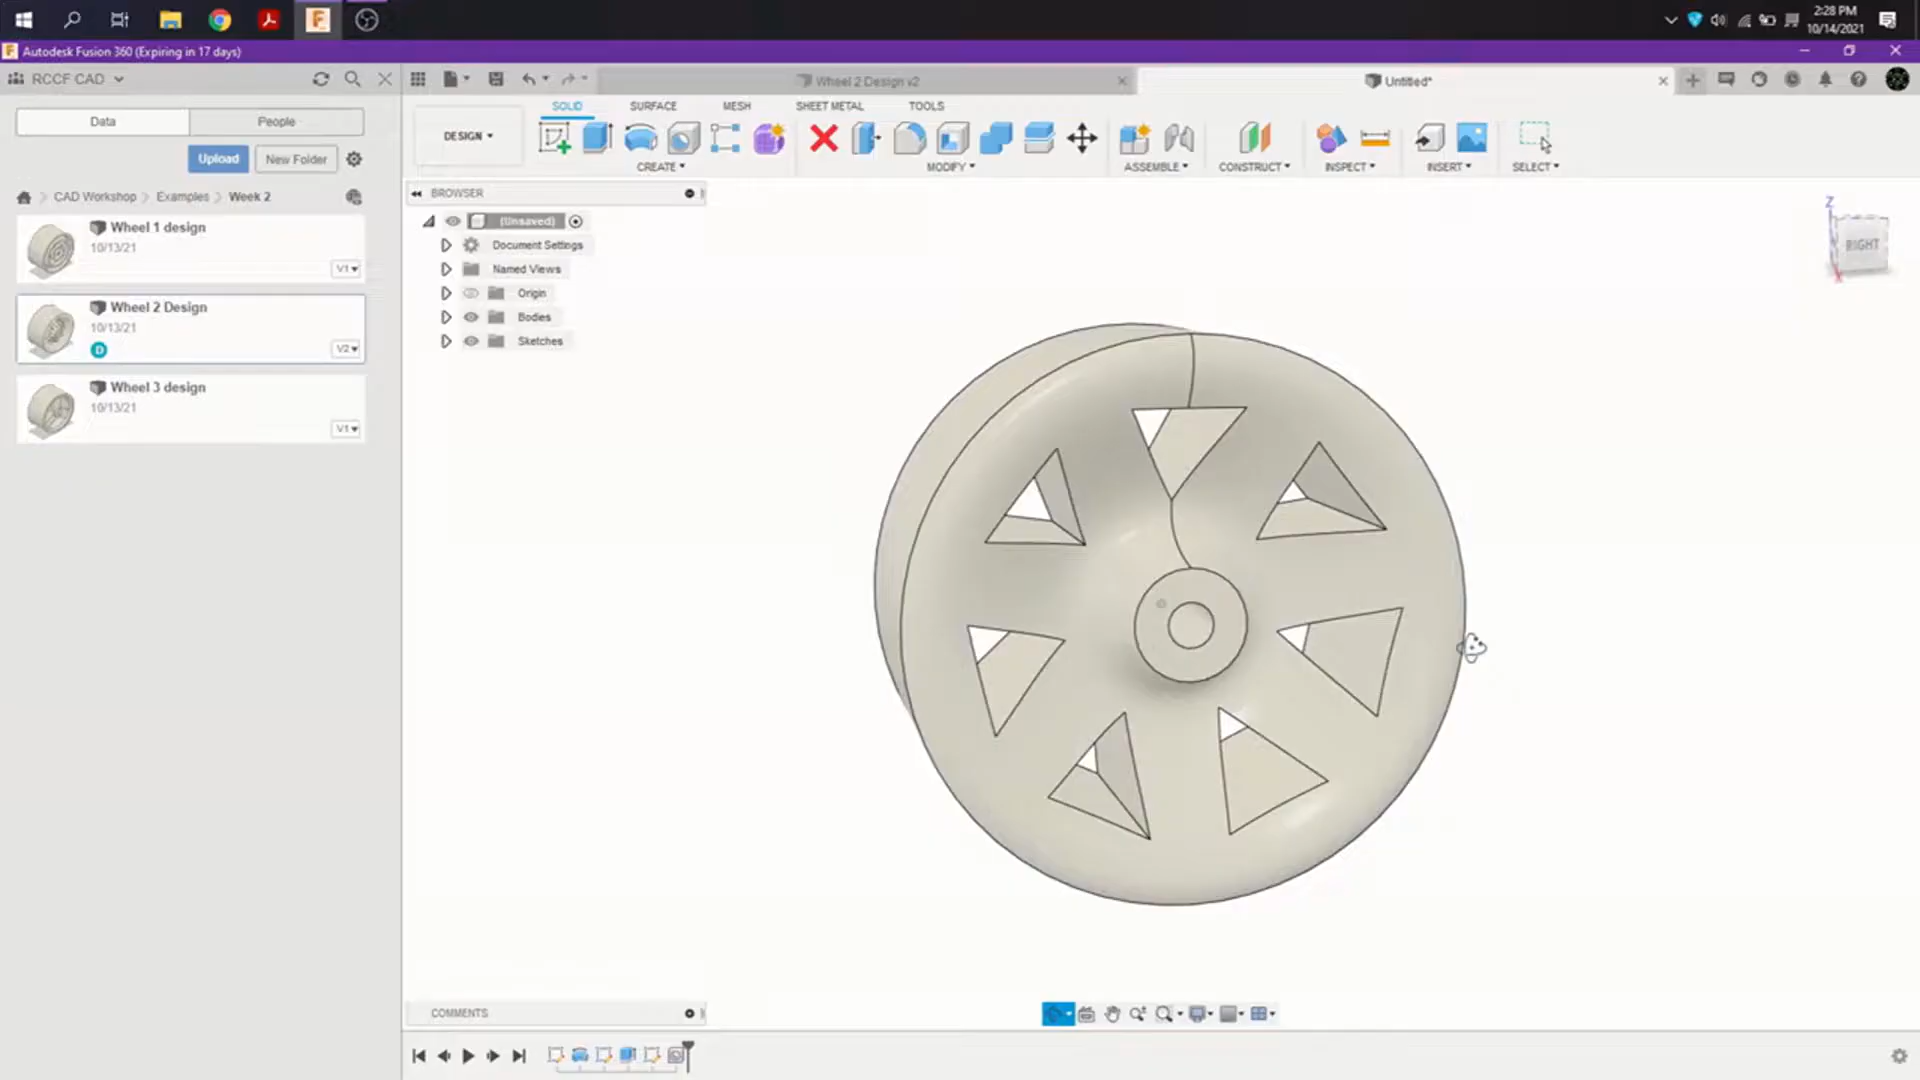 2:28 PM
10/14/2021
Autodesk Fusion 360 (Expiring in 17 days)
RCCF CAD
Wheel 2 Design v2
Untitled*
Data
People
Upload
New Folder
CAD Workshop
Examples
Week 2
Wheel 1 design
10/13/21
V1
Wheel 2 Design
10/13/21
D
V2
Wheel 3 design
10/13/21
V1
SOLID
SURFACE
MESH
SHEET METAL
TOOLS
DESIGN
CREATE
MODIFY
ASSEMBLE
CONSTRUCT
INSPECT
INSERT
SELECT
BROWSER
(Unsaved)
Document Settings
Named Views
Origin
Bodies
Sketches
Z
RIGHT
X
COMMENTS